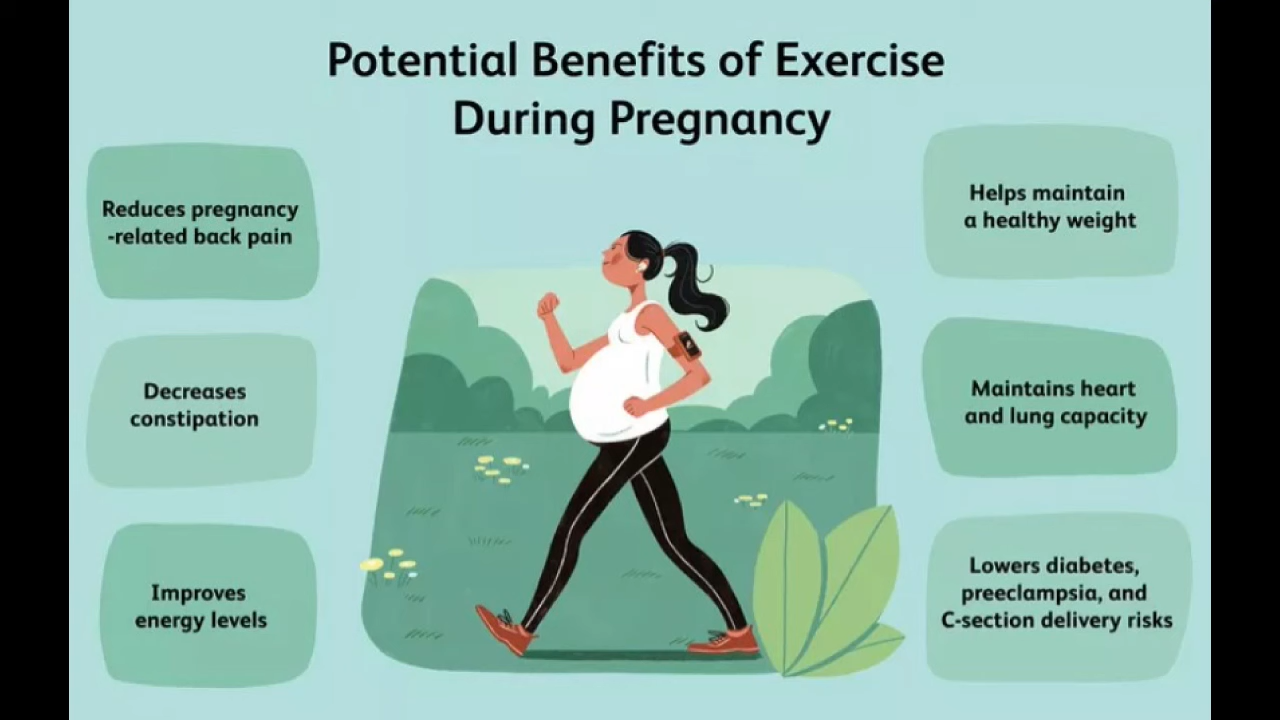 Potential Benefits of Exercise
During Pregnancy
Reduces pregnancy
-related back pain
Decreases
constipation
Improves
energy levels
Helps maintain
a healthy weight
Maintains heart
and lung capacity
Lowers diabetes,
preeclampsia, and
C-section delivery risks